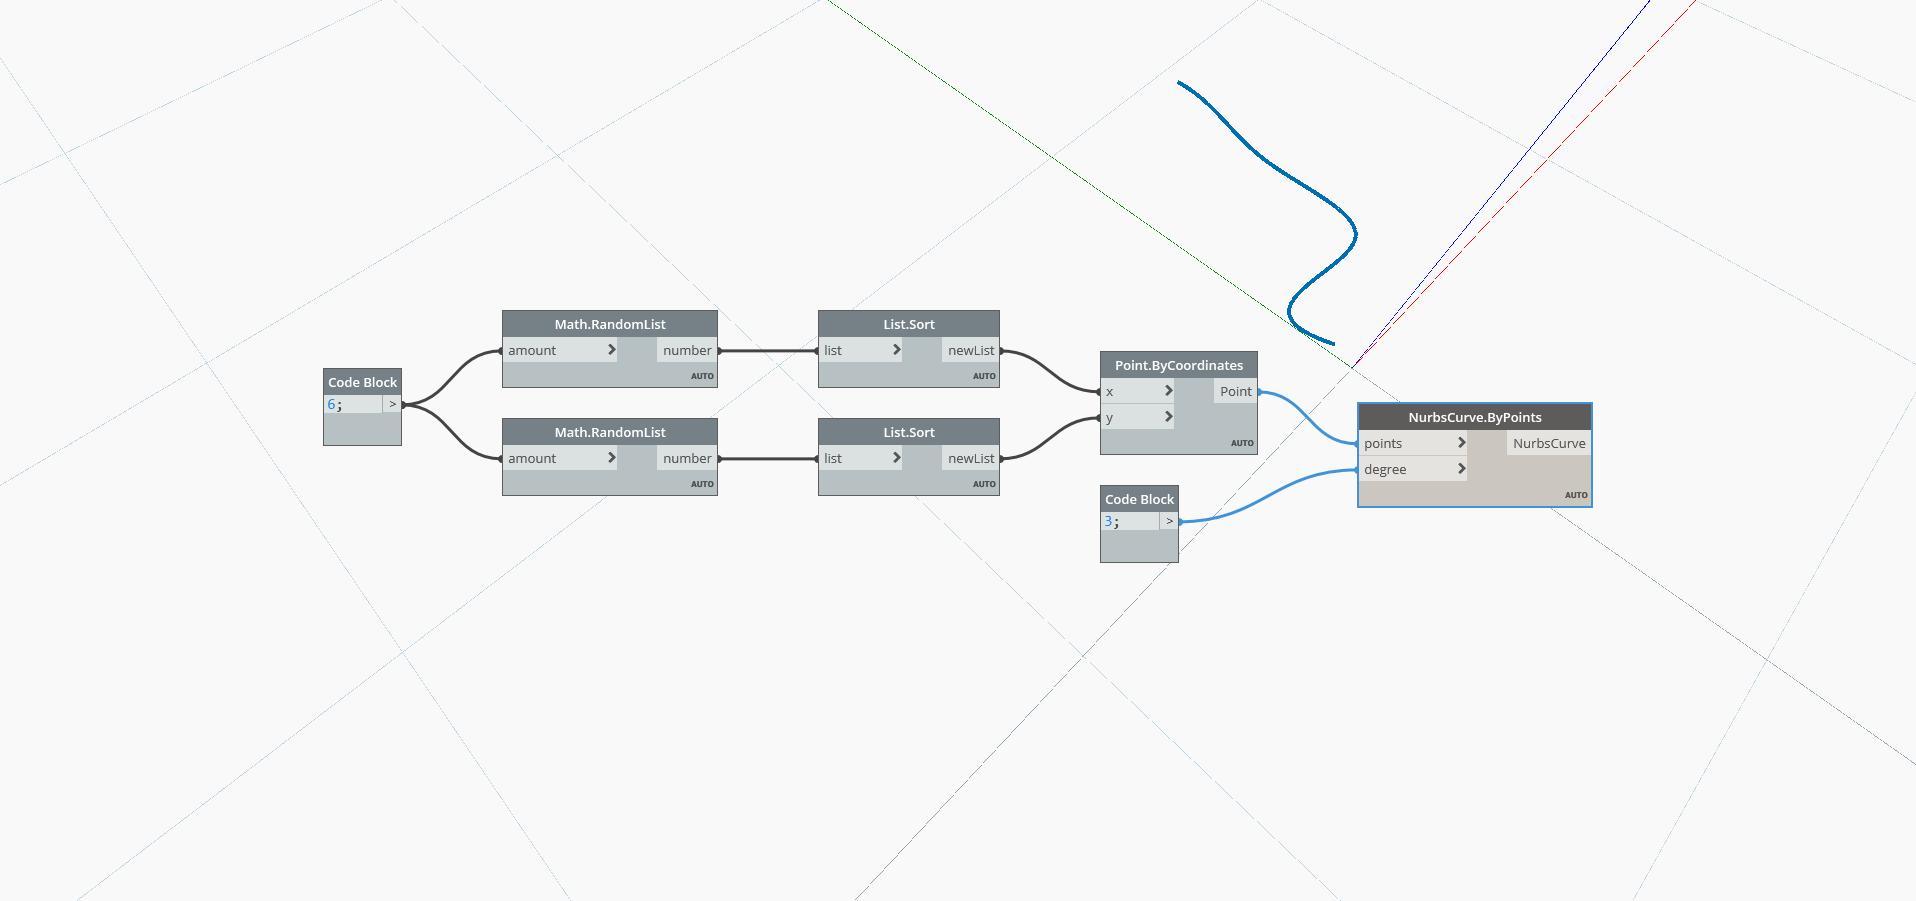 Code Block
6;
>
Math.RandomList
amount
number
AUTO
Math.RandomList
amount
number
AUTO
List.Sort
list
newList
AUTO
List.Sort
list
newList
AUTO
Point.ByCoordinates
x
Point
y
AUTO
Code Block
3;
>
NurbsCurve.ByPoints
points
NurbsCurve
degree
AUTO